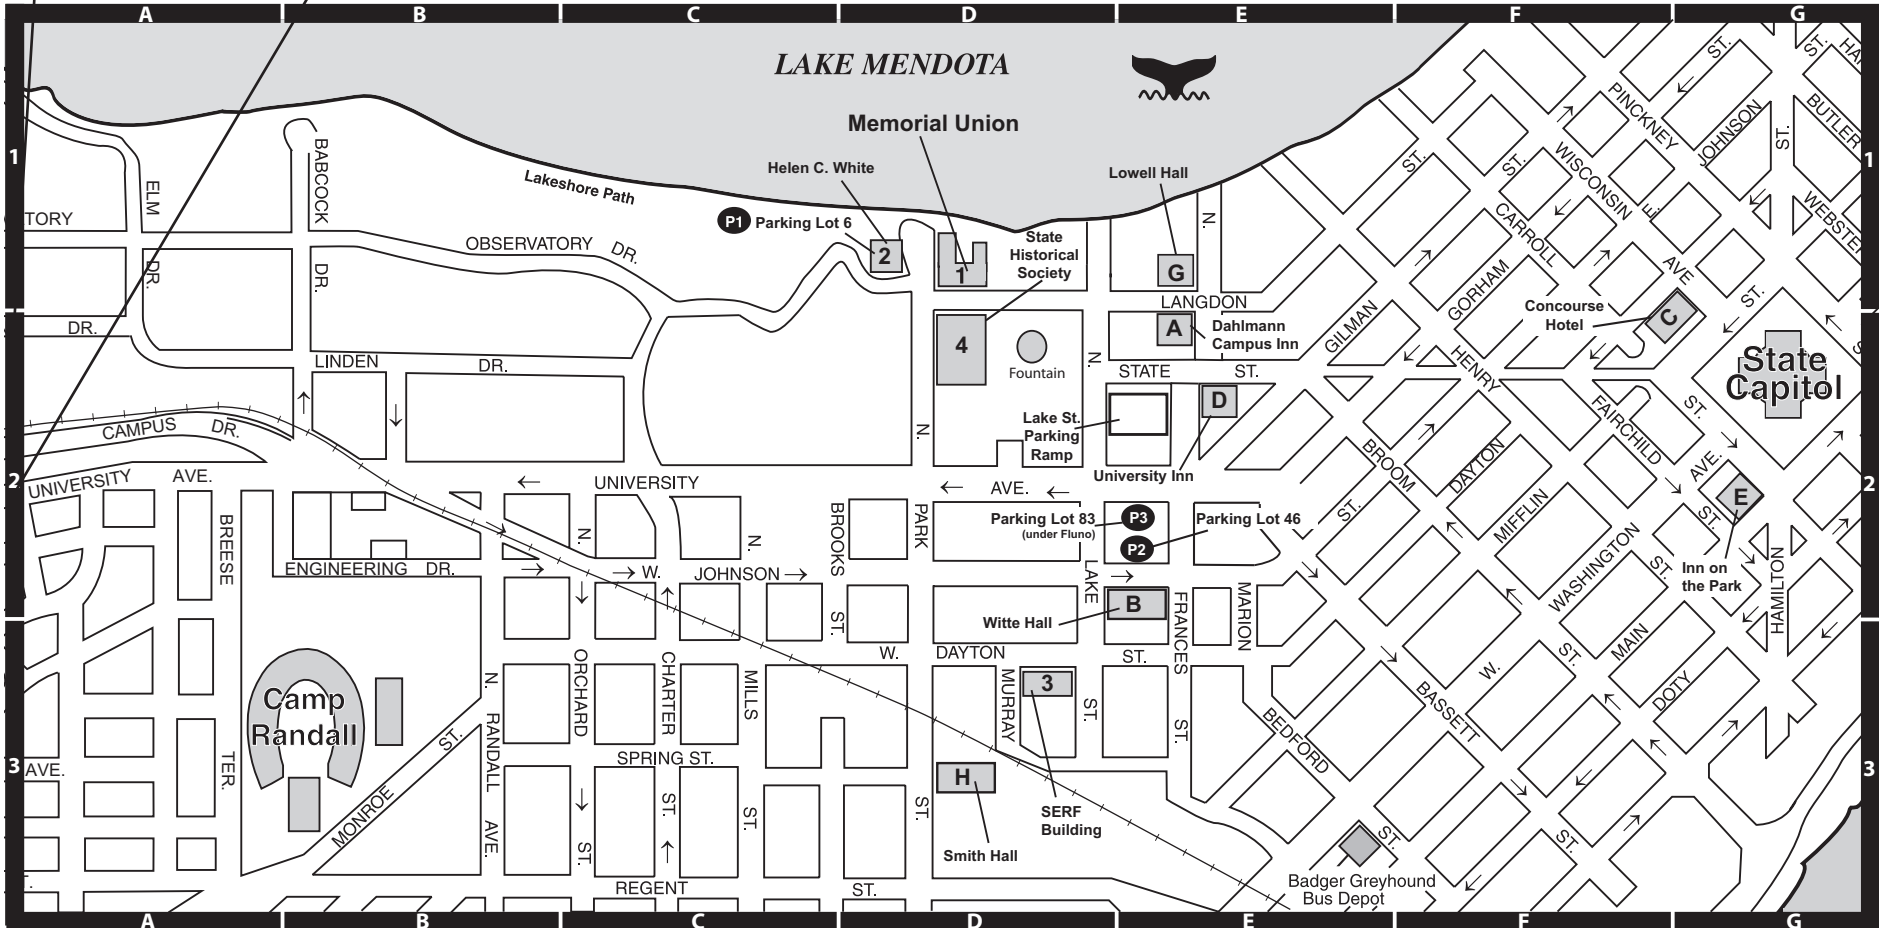 A B C D E F G
LAKE MENDOTA
Memorial Union
Helen C. White
Lowell Hall
Lakeshore Path
P1 Parking Lot 6
State
Historical
Society
1
1
ELM
DR.
BABCOCK
DR.
TORY
DR.
OBSERVATORY DR.
2
1
G
N.
LANGDON
A
Dahlmann
Campus Inn
4
Fountain
N.
STATE ST.
D
Lake St.
Parking
Ramp
University Inn
LINDEN DR.
CAMPUS DR.
UNIVERSITY AVE.
UNIVERSITY
AVE.
2
2
N.
PARK
ST.
BROOKS
ST.
Parking Lot 83
(under Fluno)
P3
P2
Parking Lot 46
BREESE
TER.
ENGINEERING DR.
N.
N.
W. JOHNSON
LAKE
ST.
B
Witte Hall
FRANCES
ST.
MARION
W. DAYTON ST.
Camp
Randall
N.
RANDALL
AVE.
ORCHARD
ST.
CHARTER
ST.
MILLS
ST.
MURRAY
3
SERF
Building
H
Smith Hall
SPRING ST.
MONROE ST.
AVE.
3
3
REGENT ST.
BEDFORD
ST.
BASSETT
ST.
BROOM
ST.
HENRY
GILMAN
ST.
GORHAM
ST.
CARROLL
ST.
WISCONSIN
AVE
PINCKNEY
ST.
JOHNSON
ST.
ST.
BUTLER
WEBSTER
HA
Concourse
Hotel
C
State
Capitol
FAIRCHILD
ST.
DAYTON
ST.
MIFFLIN
WASHINGTON
AVE.
W.
MAIN
ST.
DOTY
HAMILTON
E
Inn on
the Park
Badger Greyhound
Bus Depot
A B C D E F G